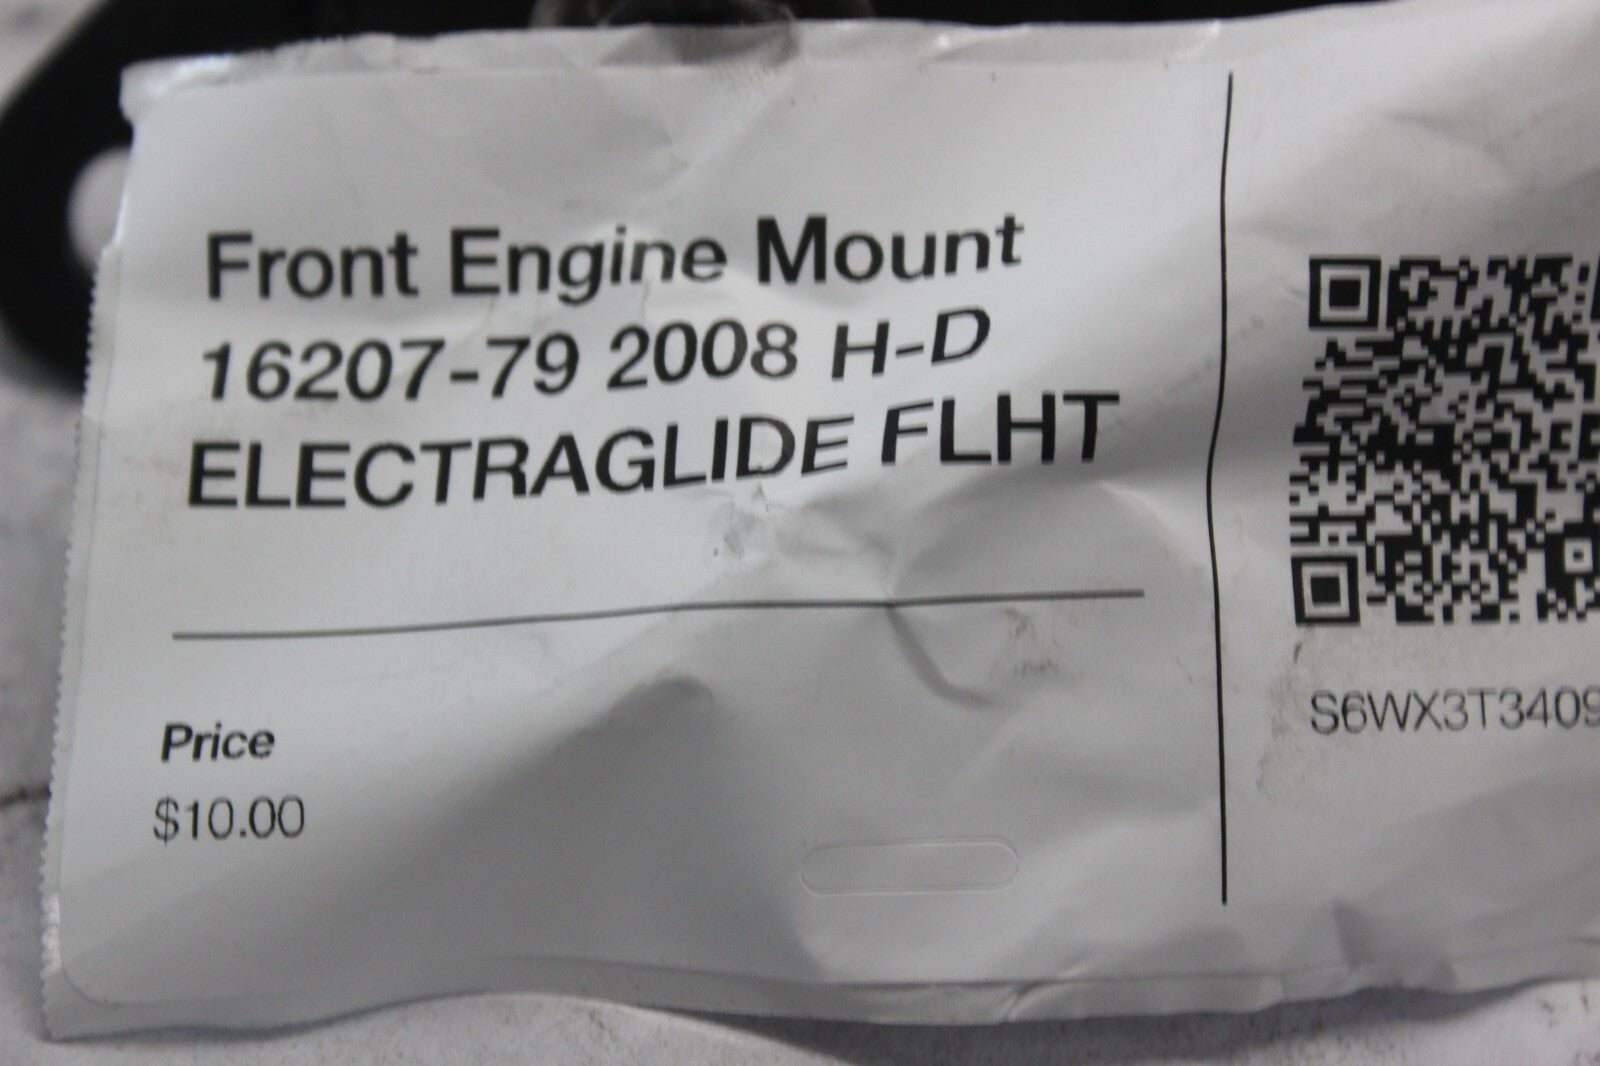 Front Engine Mount
16207-79 2008 H-D
ELECTRAGLIDE FLHT
Price
$10.00
S6WX3T3409